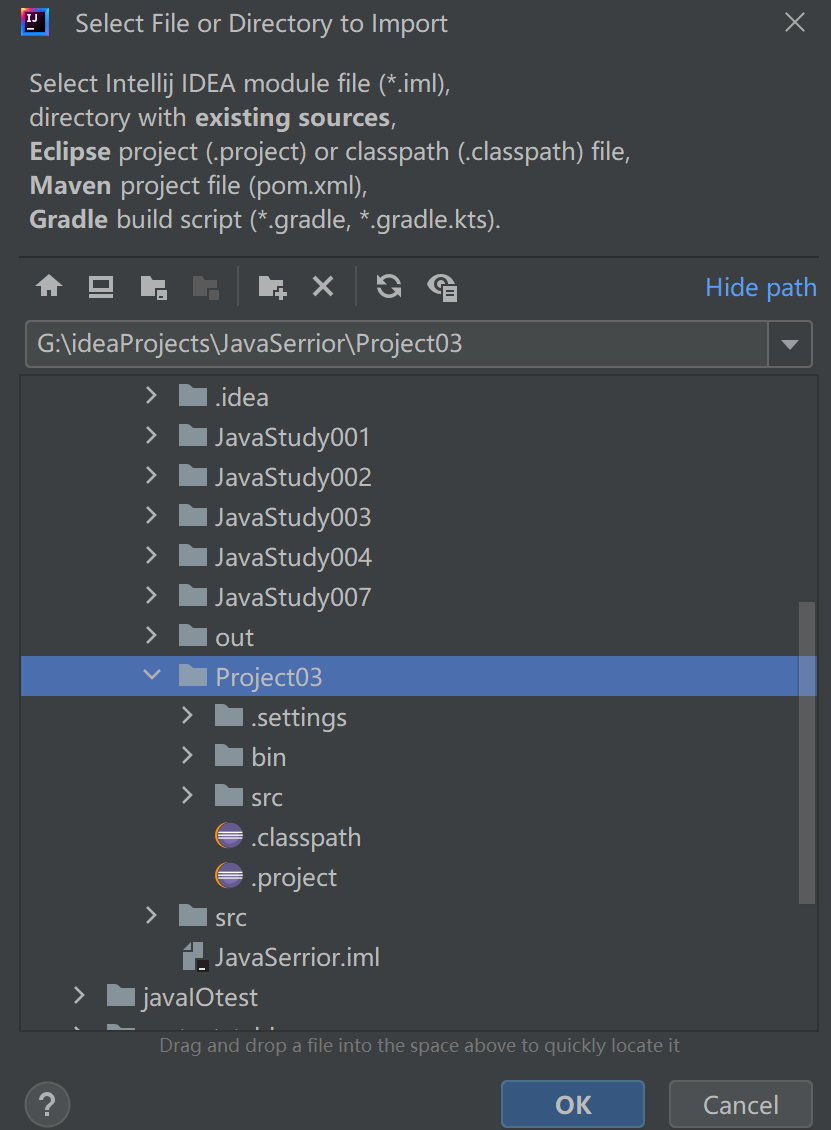 Select File or Directory to Import
Select Intellij IDEA module file (*.iml),
directory with existing sources,
Eclipse project (.project) or classpath (.classpath) file,
Maven project file (pom.xml),
Gradle build script (*.gradle, *.gradle.kts).
Hide path
G:\ideaProjects\JavaSerrior\Project03
.idea
JavaStudy001
JavaStudy002
JavaStudy003
JavaStudy004
JavaStudy007
out
Project03
.settings
bin
src
.classpath
.project
src
JavaSerrior.iml
javaIOtest
Drag and drop a file into the space above to quickly locate it
?
OK
Cancel